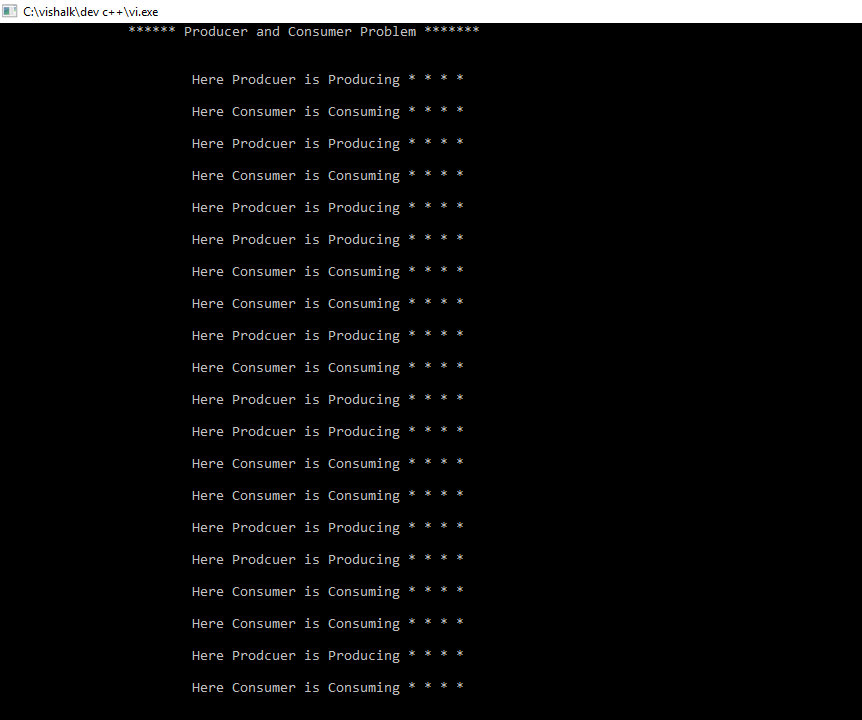 C:\vishalk\dev c++\vi.exe
****** Producer and Consumer Problem *******
Here Prodcuer is Producing * * * *
Here Consumer is Consuming * * * *
Here Prodcuer is Producing * * * *
Here Consumer is Consuming * * * *
Here Prodcuer is Producing * * * *
Here Prodcuer is Producing * * * *
Here Consumer is Consuming * * * *
Here Consumer is Consuming * * * *
Here Prodcuer is Producing * * * *
Here Consumer is Consuming * * * *
Here Prodcuer is Producing * * * *
Here Prodcuer is Producing * * * *
Here Consumer is Consuming * * * *
Here Consumer is Consuming * * * *
Here Prodcuer is Producing * * * *
Here Prodcuer is Producing * * * *
Here Consumer is Consuming * * * *
Here Consumer is Consuming * * * *
Here Prodcuer is Producing * * * *
Here Consumer is Consuming * * * *